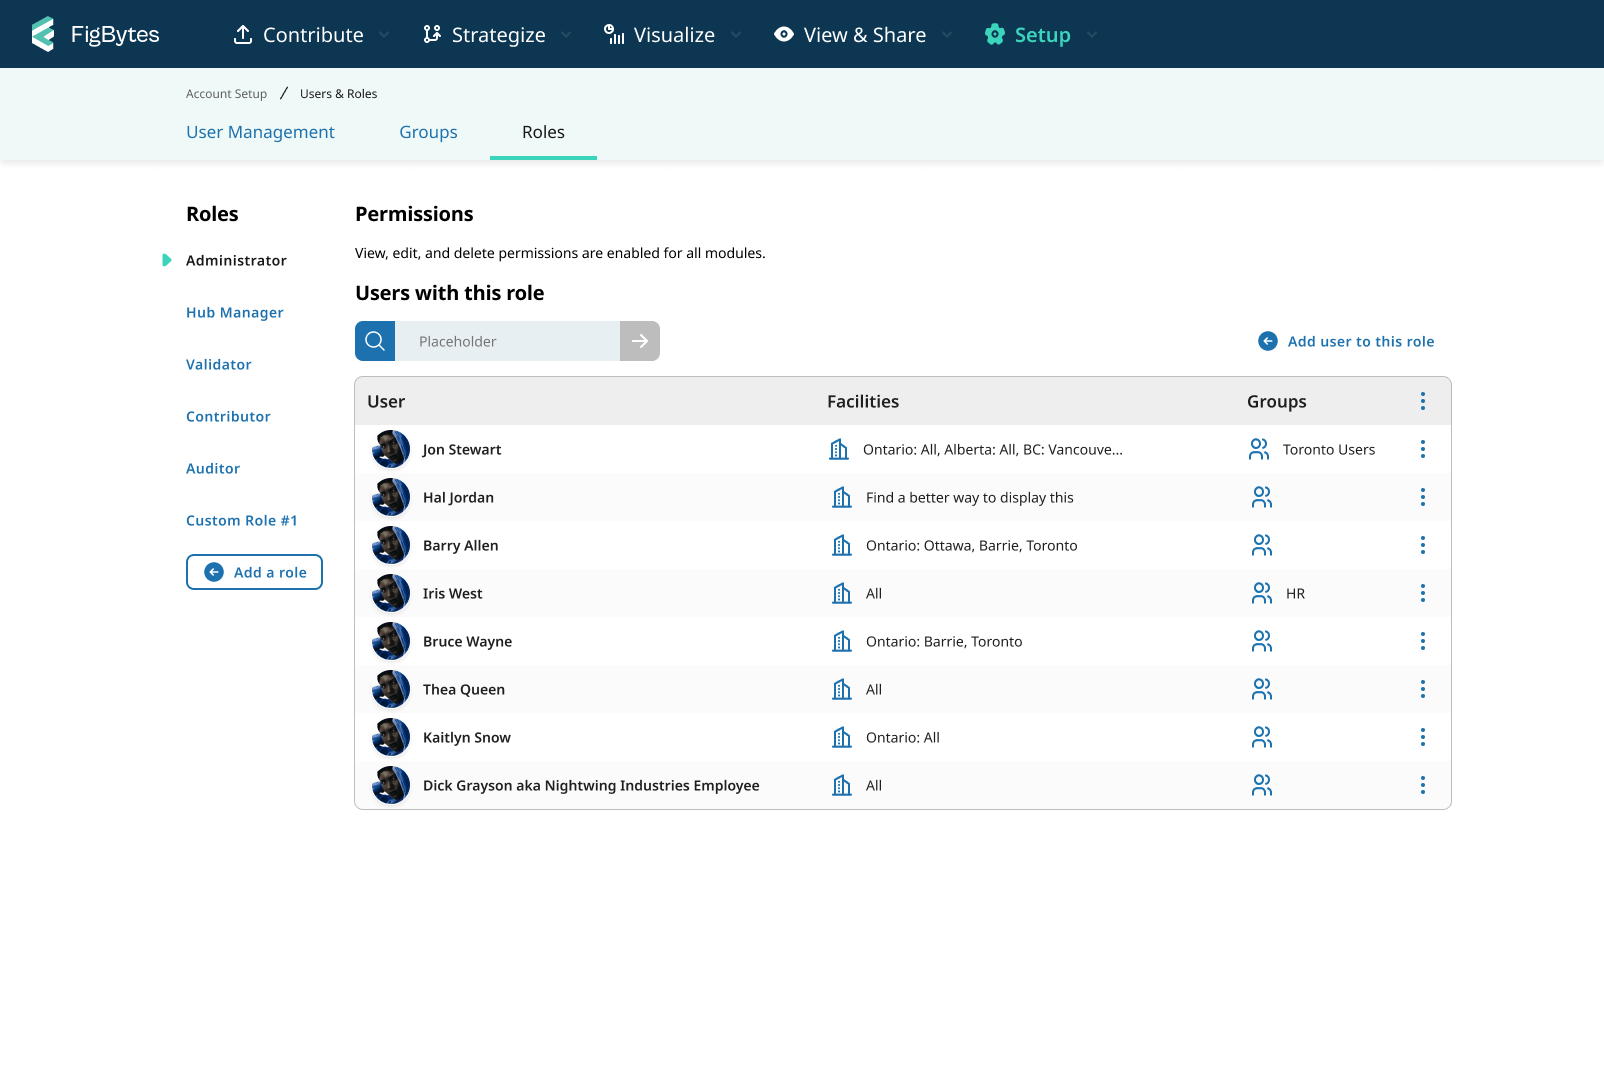 FigBytes
Contribute
Strategize
Visualize
View & Share
Setup
Account Setup / Users & Roles
User Management
Groups
Roles
Roles
Administrator
Hub Manager
Validator
Contributor
Auditor
Custom Role #1
Add a role
Permissions
View, edit, and delete permissions are enabled for all modules.
Users with this role
Placeholder
Add user to this role
User Facilities Groups
Jon Stewart Ontario: All, Alberta: All, BC: Vancouve... Toronto Users
Hal Jordan Find a better way to display this
Barry Allen Ontario: Ottawa, Barrie, Toronto
Iris West All HR
Bruce Wayne Ontario: Barrie, Toronto
Thea Queen All
Kaitlyn Snow Ontario: All
Dick Grayson aka Nightwing Industries Employee All